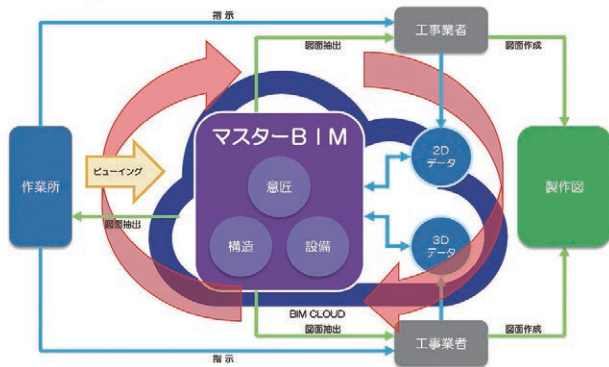 指示
工事業者
図面抽出
図面作成
マスターBIM
2D
データ
作業所
ビューイング
意匠
製作図
図面抽出
構造
設備
3D
データ
BIM CLOUD
図面抽出
工事業者
図面作成
指示